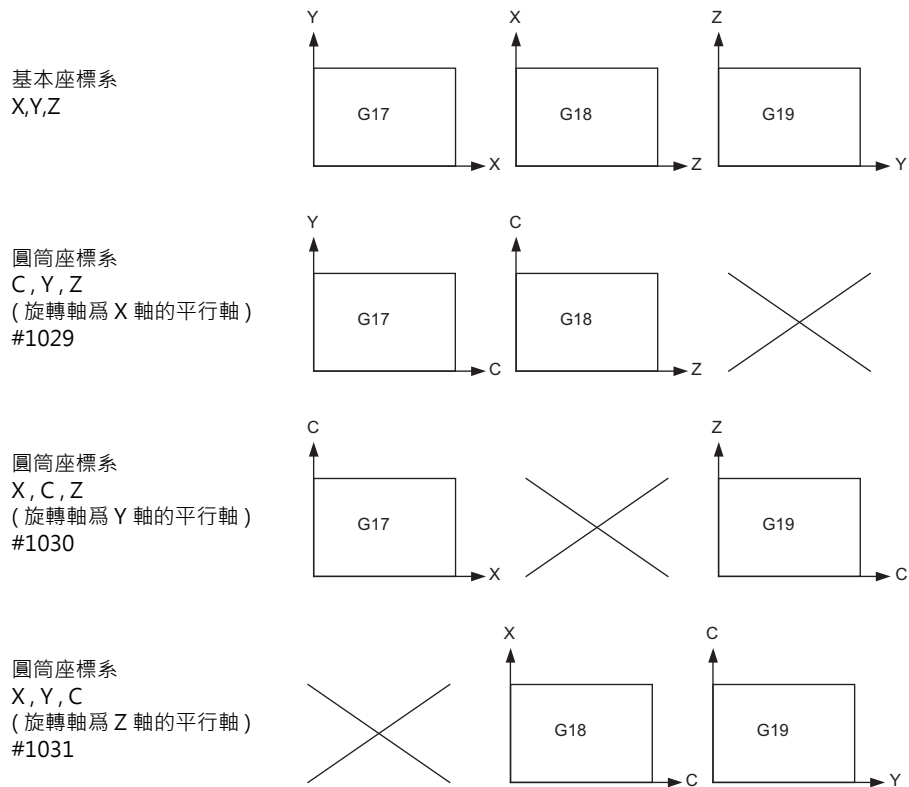 Y X Z
基本座標系
X,Y,Z
G17 G18 G19
X Z Y
Y C
圓筒座標系
C , Y , Z
( 旋轉軸爲 X 軸的平行軸 )
#1029
G17 G18
C Z
C Z
圓筒座標系
X , C , Z
( 旋轉軸爲 Y 軸的平行軸 )
#1030
G17 G19
X C
X C
圓筒座標系
X , Y , C
( 旋轉軸爲 Z 軸的平行軸 )
#1031
G18 G19
C Y